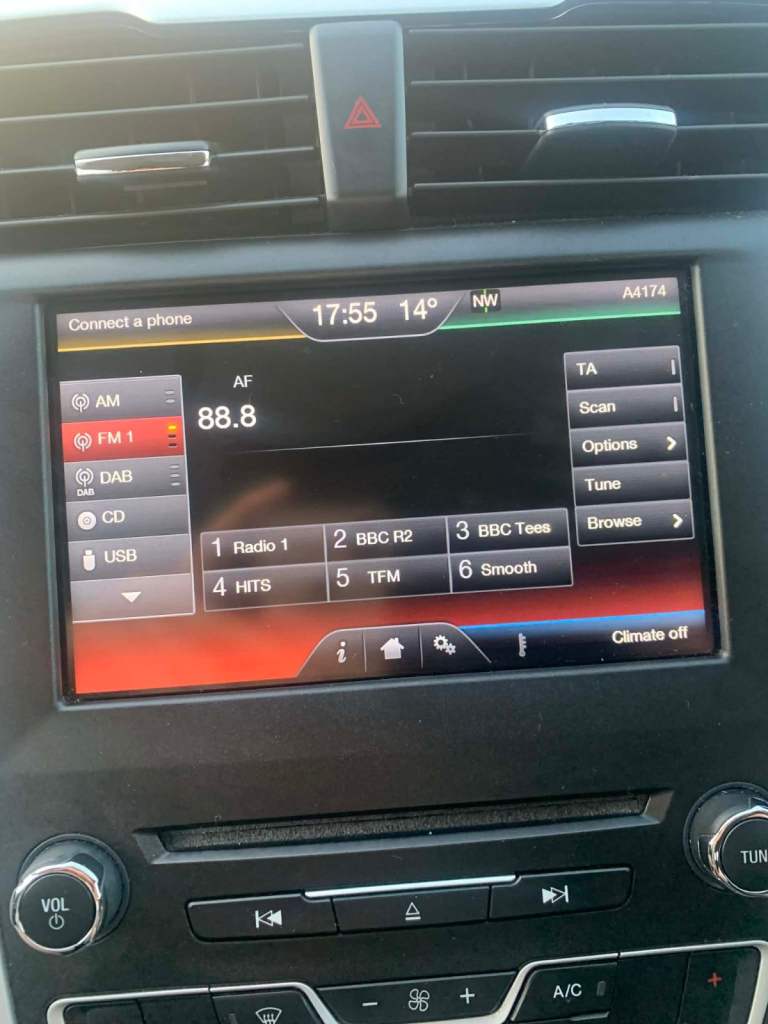 Connect a phone 17:55 14° NW A4174
AF
88.8
AM
FM 1
DAB
DAB
CD
USB
TA
Scan
Options
Tune
Browse
1 Radio 1 2 BBC R2 3 BBC Tees
4 HITS 5 TFM 6 Smooth
i Climate off
VOL
TUN
A/C